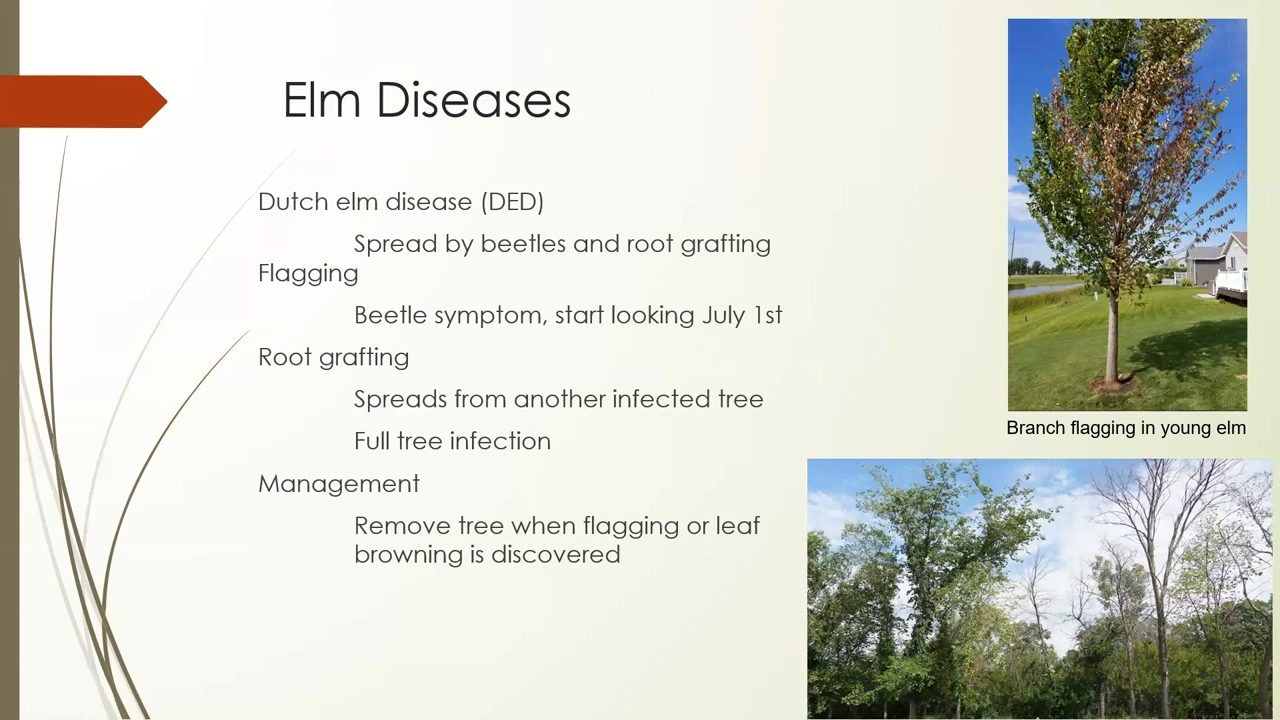 Elm Diseases
Dutch elm disease (DED)
Spread by beetles and root grafting
Flagging
Beetle symptom, start looking July 1st
Root grafting
Spreads from another infected tree
Full tree infection
Management
Remove tree when flagging or leaf
browning is discovered
Branch flagging in young elm